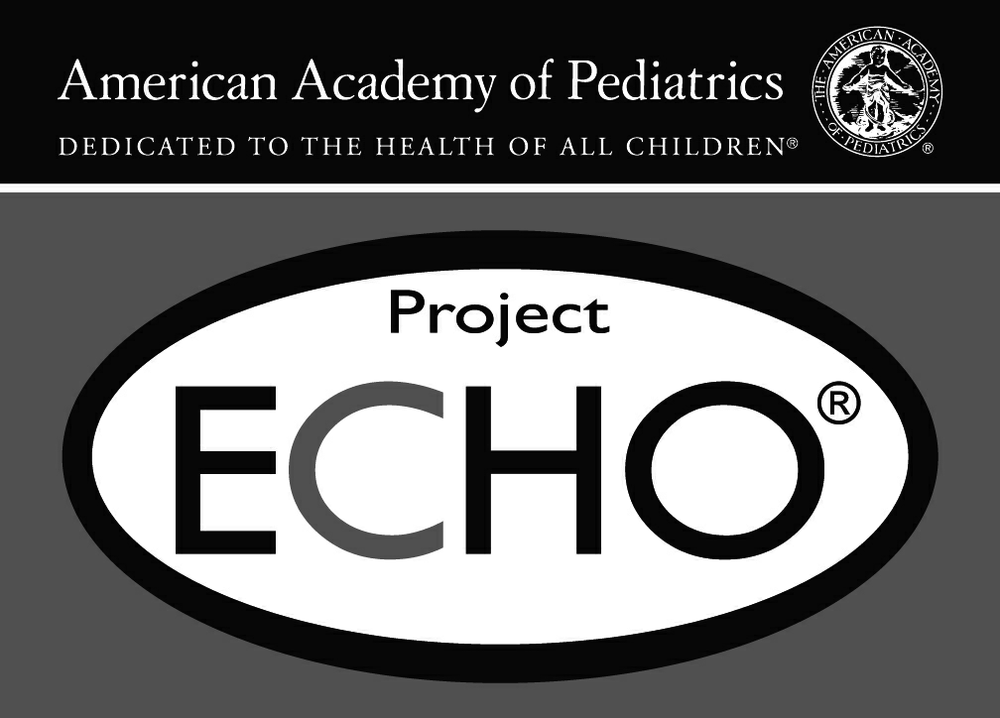 American Academy of Pediatrics
DEDICATED TO THE HEALTH OF ALL CHILDREN®
THE · AMERICAN · ACADEMY · OF · PEDIATRICS ·
®
Project
ECHO®